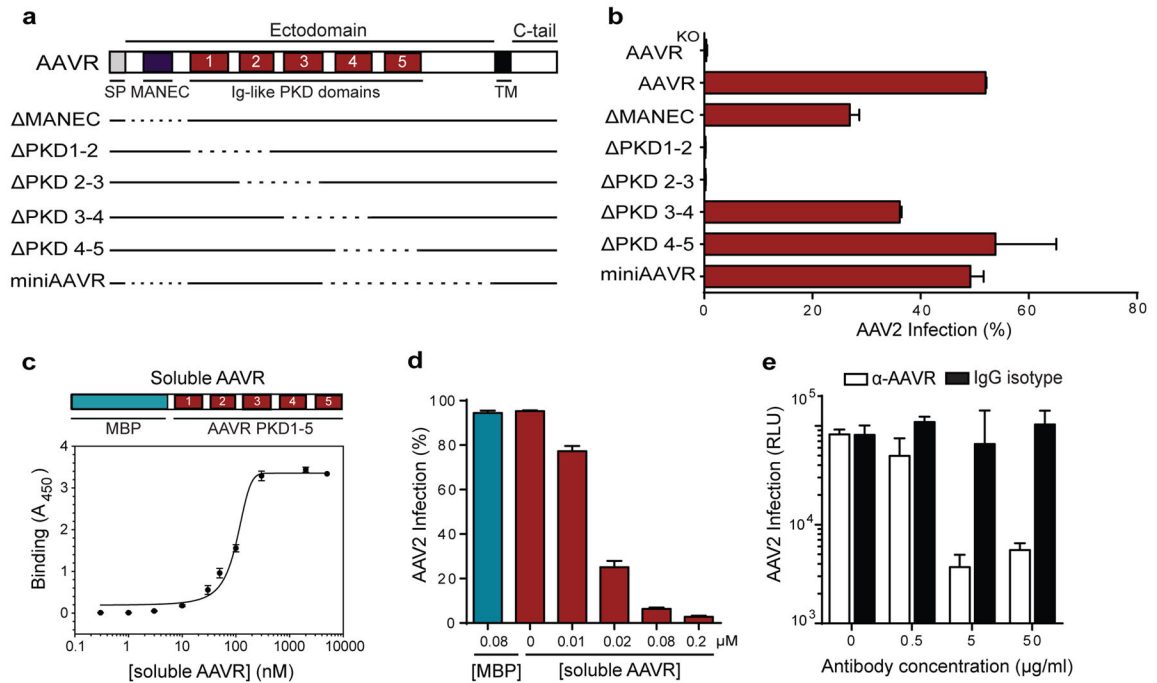 a
Ectodomain
C-tail
AAVR
1 2 3 4 5
SP MANEC Ig-like PKD domains TM
ΔMANEC
ΔPKD1-2
ΔPKD 2-3
ΔPKD 3-4
ΔPKD 4-5
miniAAVR
b
AAVR KO
AAVR
ΔMANEC
ΔPKD1-2
ΔPKD 2-3
ΔPKD 3-4
ΔPKD 4-5
miniAAVR
0 20 40 60 80
AAV2 Infection (%)
c
Soluble AAVR
1 2 3 4 5
MBP AAVR PKD1-5
Binding (A450)
4
3
2
1
0
0.1 1 10 100 1000 10000
[soluble AAVR] (nM)
d
AAV2 Infection (%)
100
80
60
40
20
0
0.08 0 0.01 0.02 0.08 0.2 μM
[MBP] [soluble AAVR]
e
α-AAVR IgG isotype
AAV2 Infection (RLU)
10^5
10^4
10^3
0 0.5 5 50
Antibody concentration (μg/ml)